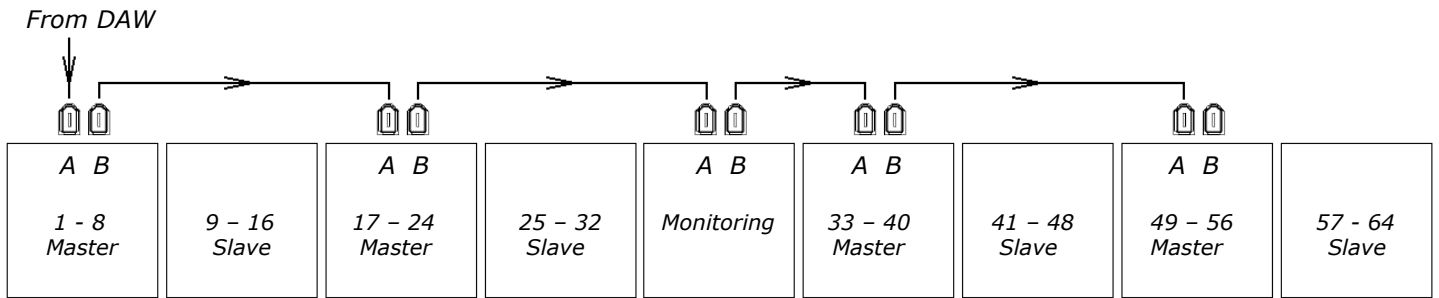 From DAW
A B
1 - 8
Master
9 – 16
Slave
A B
17 – 24
Master
25 – 32
Slave
A B
Monitoring
A B
33 – 40
Master
41 – 48
Slave
A B
49 – 56
Master
57 - 64
Slave